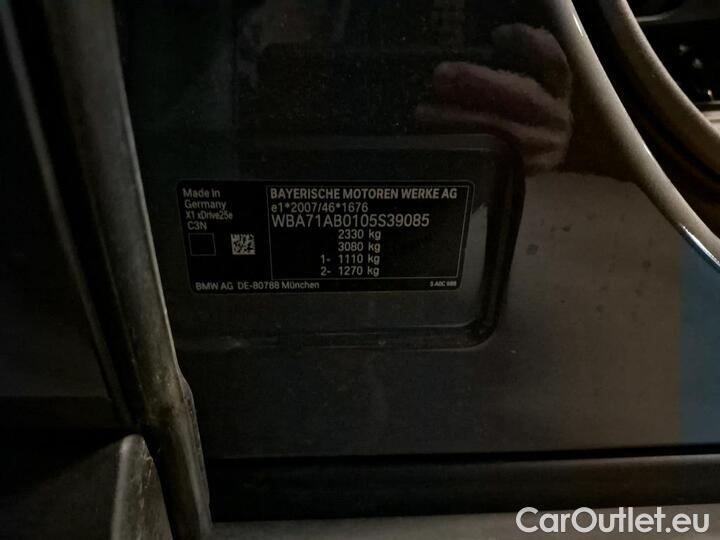 Made in
Germany
X1 xDrive25e
C3N
BAYERISCHE MOTOREN WERKE AG
e1*2007/46*1676
WBA71AB0105S39085
2330 kg
3080 kg
1- 1110 kg
2- 1270 kg
BMW AG DE-80788 München
CarOutlet.eu